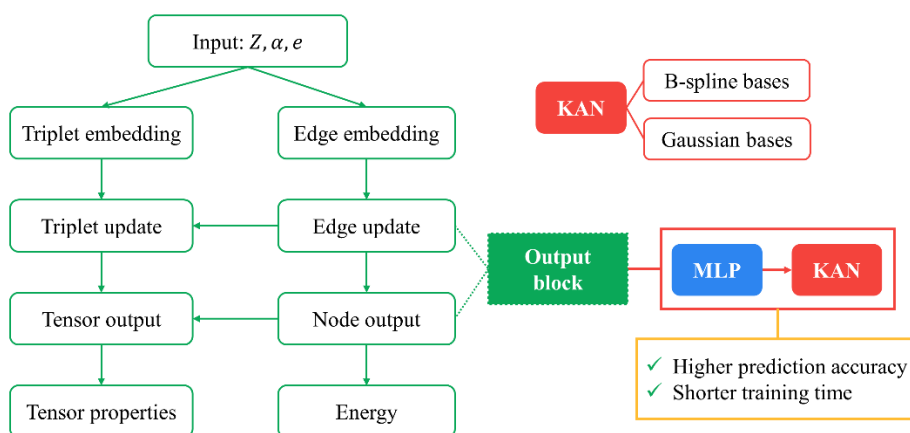 Input: Z, α, e
Triplet embedding
Edge embedding
Triplet update
Edge update
Tensor output
Node output
Tensor properties
Energy
KAN
B-spline bases
Gaussian bases
Output
block
MLP
KAN
✓ Higher prediction accuracy
✓ Shorter training time